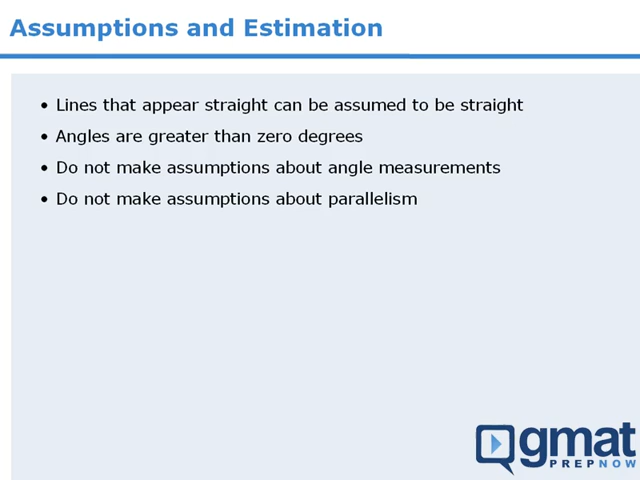 Assumptions and Estimation
• Lines that appear straight can be assumed to be straight
• Angles are greater than zero degrees
• Do not make assumptions about angle measurements
• Do not make assumptions about parallelism
gmat
PREPNOW